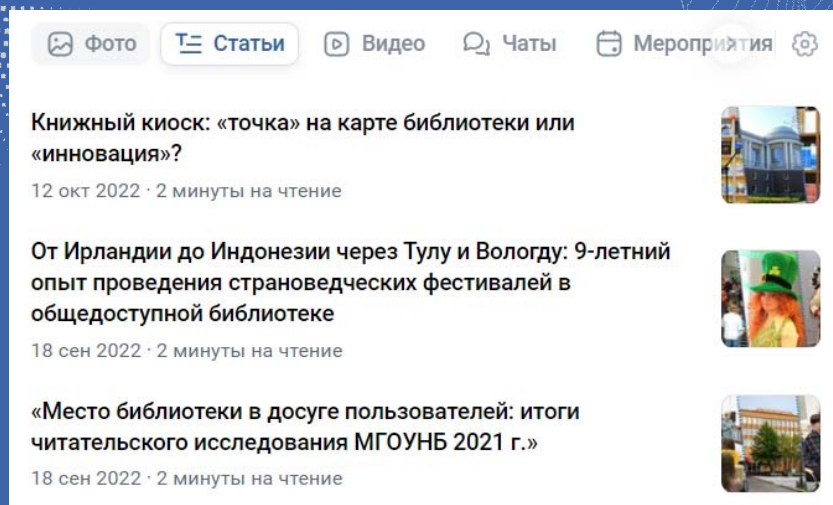 Фото Статьи Видео Чаты Мероприятия
Книжный киоск: «точка» на карте библиотеки или
«инновация»?
12 окт 2022 · 2 минуты на чтение
От Ирландии до Индонезии через Тулу и Вологду: 9-летний
опыт проведения страноведческих фестивалей в
общедоступной библиотеке
18 сен 2022 · 2 минуты на чтение
«Место библиотеки в досуге пользователей: итоги
читательского исследования МГОУНБ 2021 г.»
18 сен 2022 · 2 минуты на чтение